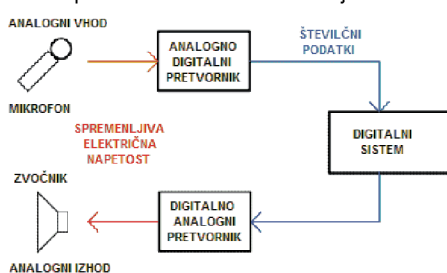 ANALOGNI VHOD
MIKROFON
ANALOGNO
DIGITALNI
PRETVORNIK
ŠTEVILČNI
PODATKI
SPREMENLJIVA
ELEKTRIČNA
NAPETOST
DIGITALNI
SISTEM
ZVOČNIK
DIGITALNO
ANALOGNI
PRETVORNIK
ANALOGNI IZHOD